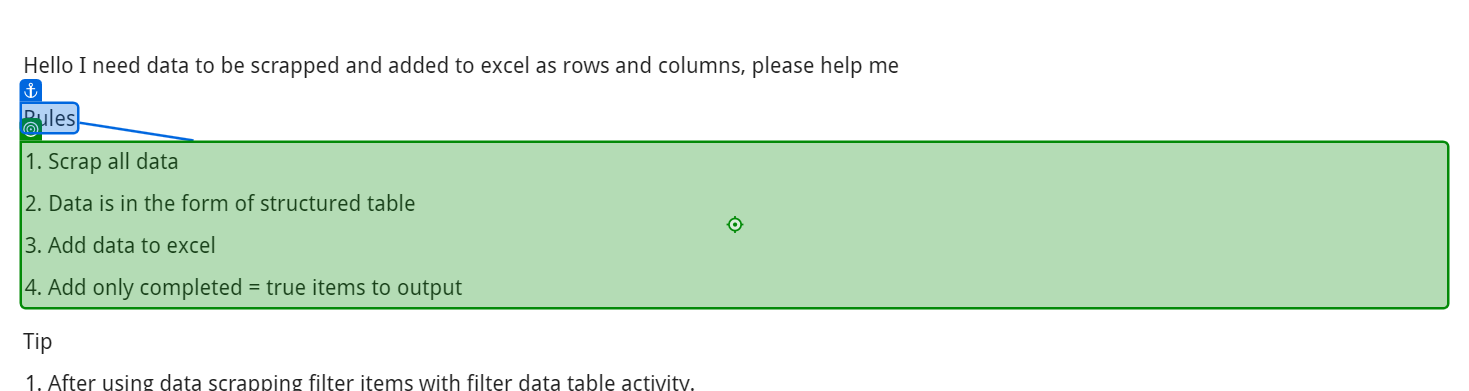 Hello I need data to be scrapped and added to excel as rows and columns, please help me
Rules
1. Scrap all data
2. Data is in the form of structured table
3. Add data to excel
4. Add only completed = true items to output
Tip
1. After using data scrapping filter items with filter data table activity.